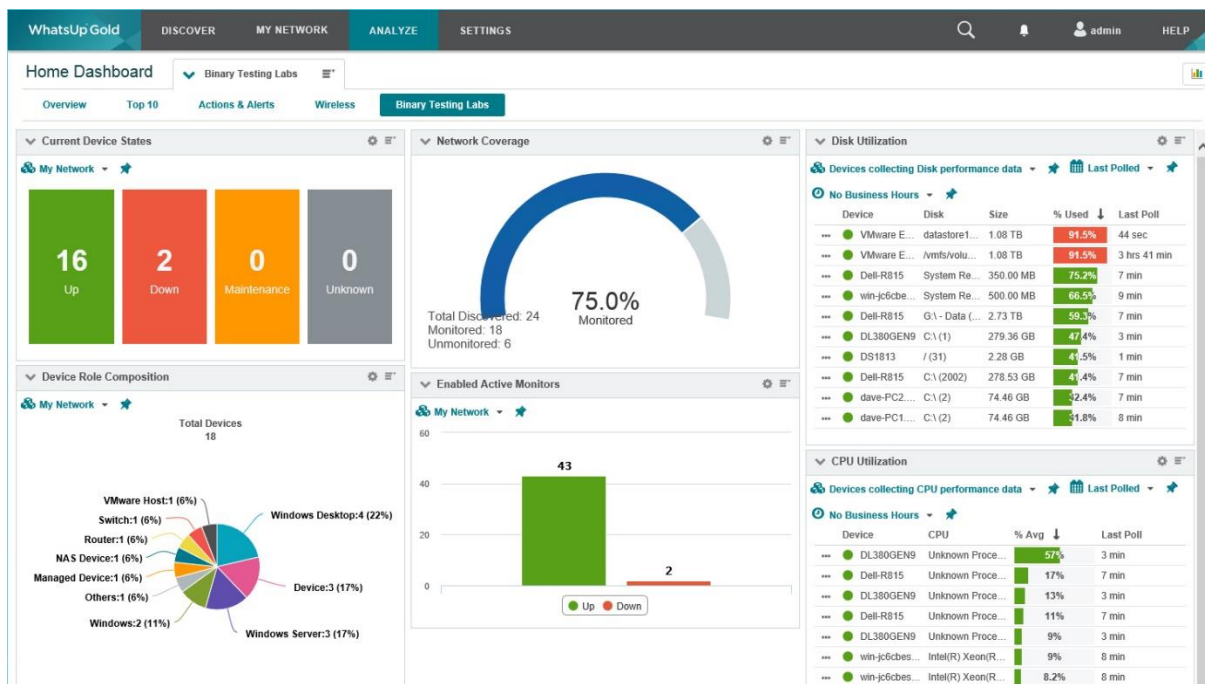 WhatsUp Gold DISCOVER MY NETWORK ANALYZE SETTINGS admin HELP
Home Dashboard Binary Testing Labs
Overview Top 10 Actions & Alerts Wireless Binary Testing Labs
Current Device States
My Network
16 2 0 0
Up Down Maintenance Unknown
Network Coverage
75.0%
Monitored
Total Discovered: 24
Monitored: 18
Unmonitored: 6
Device Role Composition
My Network
Total Devices
18
VMware Host:1 (6%)
Switch:1 (6%)
Router:1 (6%)
NAS Device:1 (6%)
Managed Device:1 (6%)
Others:1 (6%)
Windows:2 (11%)
Windows Desktop:4 (22%)
Device:3 (17%)
Windows Server:3 (17%)
Enabled Active Monitors
My Network
60
40
20
0
43
2
Up Down
Disk Utilization
Devices collecting Disk performance data Last Polled
No Business Hours
Device Disk Size % Used Last Poll
VMware E... datastore1... 1.08 TB 91.5% 44 sec
VMware E... /vmfs/volu... 1.08 TB 91.5% 3 hrs 41 min
Dell-R815 System Re... 350.00 MB 75.2% 7 min
win-jc6cbe... System Re... 500.00 MB 66.5% 9 min
Dell-R815 G:\ - Data (... 2.73 TB 59.3% 7 min
DL380GEN9 C:\ (1) 279.36 GB 47.4% 3 min
DS1813 / (31) 2.28 GB 41.5% 1 min
Dell-R815 C:\ (2002) 278.53 GB 41.4% 7 min
dave-PC2.... C:\ (2) 74.46 GB 32.4% 7 min
dave-PC1.... C:\ (2) 74.46 GB 31.8% 8 min
CPU Utilization
Devices collecting CPU performance data Last Polled
No Business Hours
Device CPU % Avg Last Poll
DL380GEN9 Unknown Proce... 57% 3 min
Dell-R815 Unknown Proce... 17% 7 min
DL380GEN9 Unknown Proce... 13% 3 min
Dell-R815 Unknown Proce... 11% 7 min
DL380GEN9 Unknown Proce... 9% 3 min
win-jc6cbes... Intel(R) Xeon(R... 9% 8 min
win-jc6cbes... Intel(R) Xeon(R... 8.2% 8 min